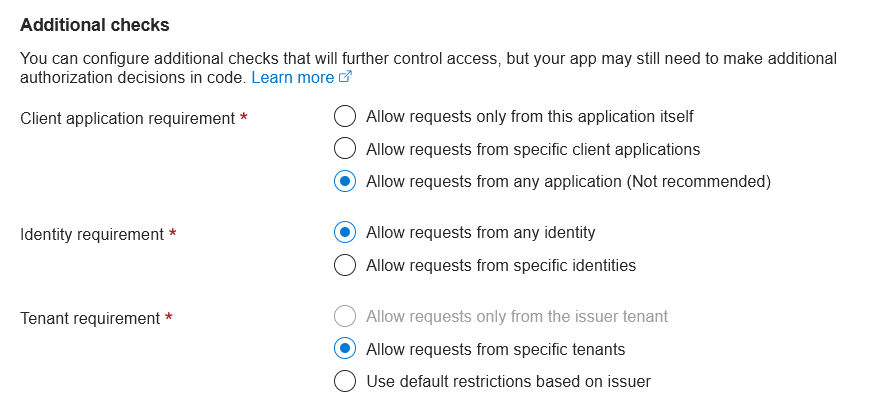 Additional checks
You can configure additional checks that will further control access, but your app may still need to make additional
authorization decisions in code. Learn more
Client application requirement *
Allow requests only from this application itself
Allow requests from specific client applications
Allow requests from any application (Not recommended)
Identity requirement *
Allow requests from any identity
Allow requests from specific identities
Tenant requirement *
Allow requests only from the issuer tenant
Allow requests from specific tenants
Use default restrictions based on issuer